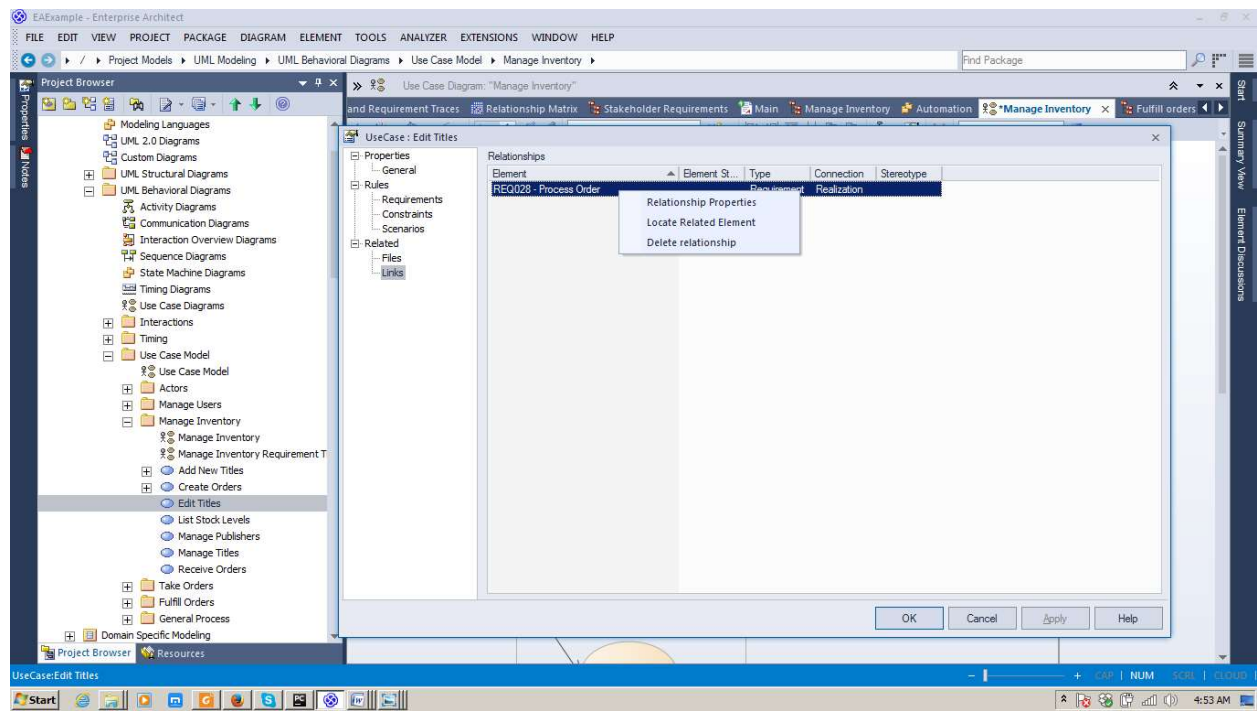 EAExample - Enterprise Architect
FILE EDIT VIEW PROJECT PACKAGE DIAGRAM ELEMENT TOOLS ANALYZER EXTENSIONS WINDOW HELP
Project Models UML Modeling UML Behavioral Diagrams Use Case Model Manage Inventory
Find Package
Project Browser
Use Case Diagram: "Manage Inventory"
and Requirement Traces Relationship Matrix Stakeholder Requirements Main Manage Inventory Automation *Manage Inventory Fulfill orders
Properties
Notes
Modeling Languages
UML 2.0 Diagrams
Custom Diagrams
UML Structural Diagrams
UML Behavioral Diagrams
Activity Diagrams
Communication Diagrams
Interaction Overview Diagrams
Sequence Diagrams
State Machine Diagrams
Timing Diagrams
Use Case Diagrams
Interactions
Timing
Use Case Model
Use Case Model
Actors
Manage Users
Manage Inventory
Manage Inventory
Manage Inventory Requirement T
Add New Titles
Create Orders
Edit Titles
List Stock Levels
Manage Publishers
Manage Titles
Receive Orders
Take Orders
Fulfill Orders
General Process
Domain Specific Modeling
Project Browser Resources
UseCase : Edit Titles
Properties
General
Rules
Requirements
Constraints
Scenarios
Related
Files
Links
Relationships
Element Element St... Type Connection Stereotype
REQ028 - Process Order Requirement Realization
Relationship Properties
Locate Related Element
Delete relationship
OK Cancel Apply Help
Start
Summary View
Element Discussions
UseCase:Edit Titles
CAP NUM SCRL CLOUD
Start
4:53 AM